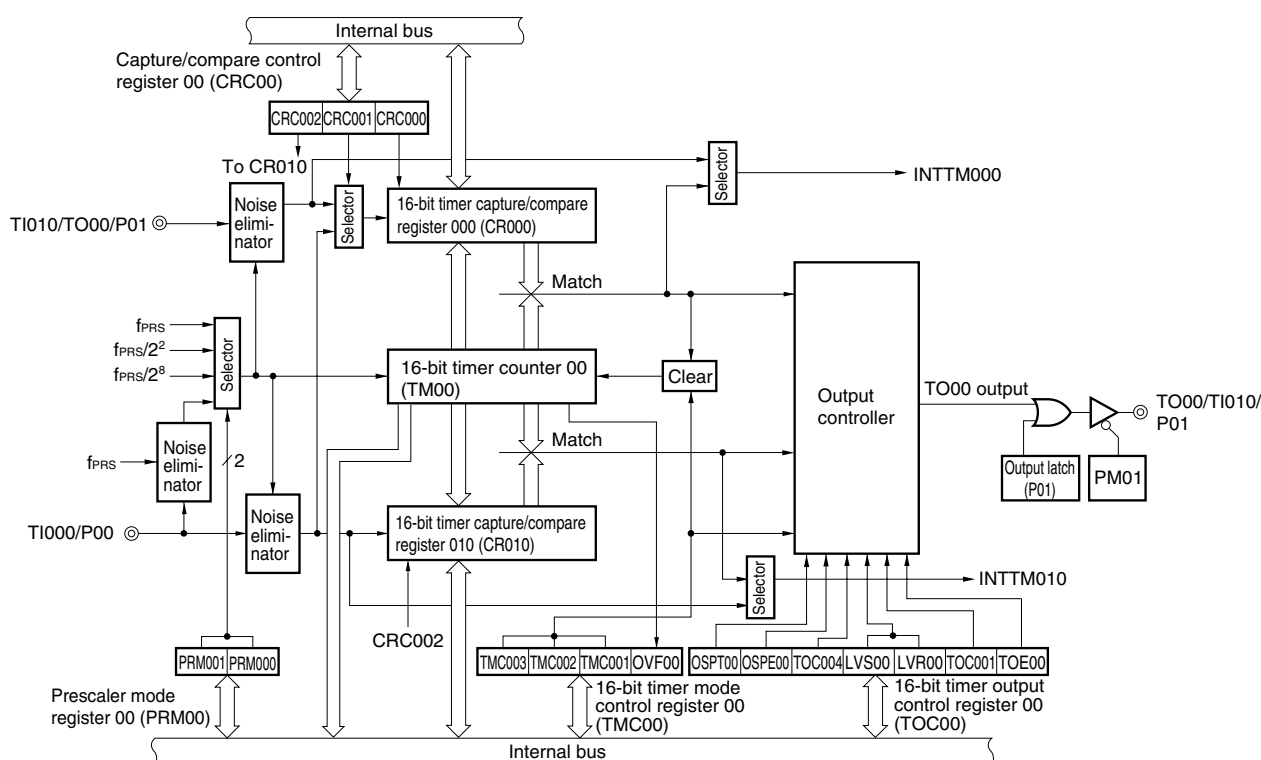 Internal bus
Capture/compare control
register 00 (CRC00)
CRC002 CRC001 CRC000
To CR010
Selector
INTTM000
TI010/TO00/P01
Noise
elimi-
nator
Selector
16-bit timer capture/compare
register 000 (CR000)
Match
fPRS
fPRS/2²
fPRS/2⁸
Selector
16-bit timer counter 00
(TM00)
Clear
Output
controller
TO00 output
TO00/TI010/
P01
Output latch
(P01)
PM01
fPRS
Noise
elimi-
nator
2
Match
TI000/P00
Noise
elimi-
nator
16-bit timer capture/compare
register 010 (CR010)
Selector
INTTM010
CRC002
PRM001 PRM000
TMC003 TMC002 TMC001 OVF00
OSPT00 OSPE00 TOC004 LVS00 LVR00 TOC001 TOE00
Prescaler mode
register 00 (PRM00)
16-bit timer mode
control register 00
(TMC00)
16-bit timer output
control register 00
(TOC00)
Internal bus